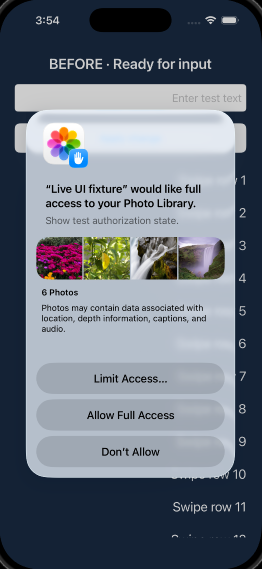 3:54
BEFORE · Ready for input
Enter test text
“Live UI fixture” would like full
access to your Photo Library.
Show test authorization state.
6 Photos
Photos may contain data associated with
location, depth information, captions, and
audio.
Limit Access...
Allow Full Access
Don’t Allow
1
2
3
4
5
6
7
8
9
Swipe row 10
Swipe row 11